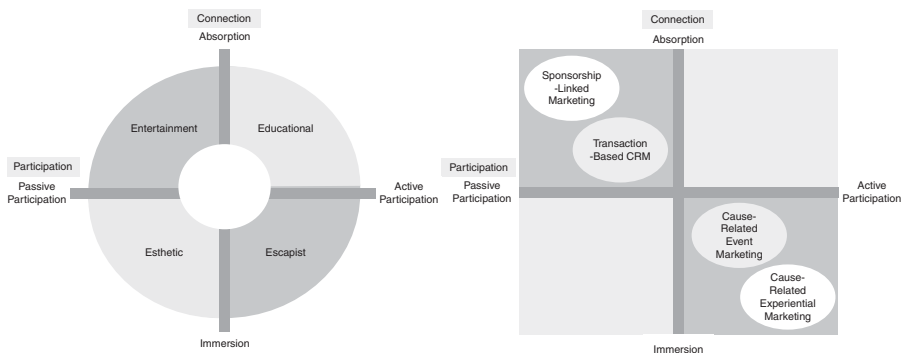 Connection
Absorption
Entertainment
Educational
Participation
Passive
Participation
Active
Participation
Esthetic
Escapist
Immersion
Connection
Absorption
Sponsorship
-Linked
Marketing
Transaction
-Based CRM
Participation
Passive
Participation
Active
Participation
Cause-
Related
Event
Marketing
Cause-
Related
Experiential
Marketing
Immersion